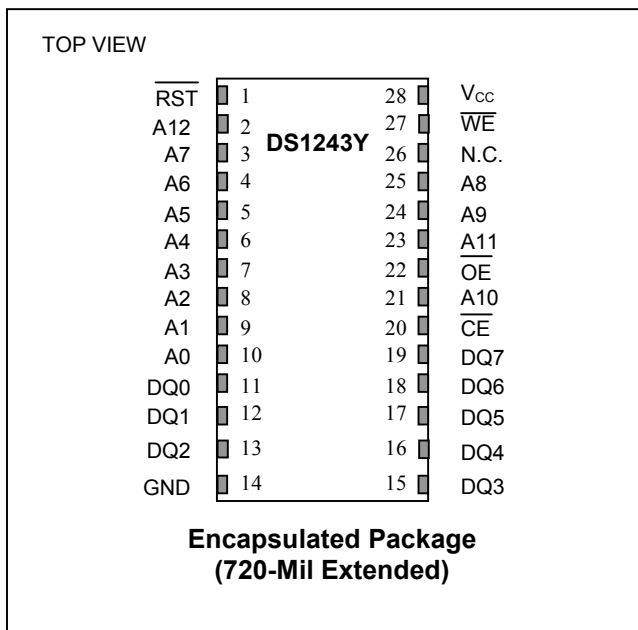 TOP VIEW
RST 1 28 VCC
A12 2 27 WE
DS1243Y
A7 3 26 N.C.
A6 4 25 A8
A5 5 24 A9
A4 6 23 A11
A3 7 22 OE
A2 8 21 A10
A1 9 20 CE
A0 10 19 DQ7
DQ0 11 18 DQ6
DQ1 12 17 DQ5
DQ2 13 16 DQ4
GND 14 15 DQ3
Encapsulated Package
(720-Mil Extended)